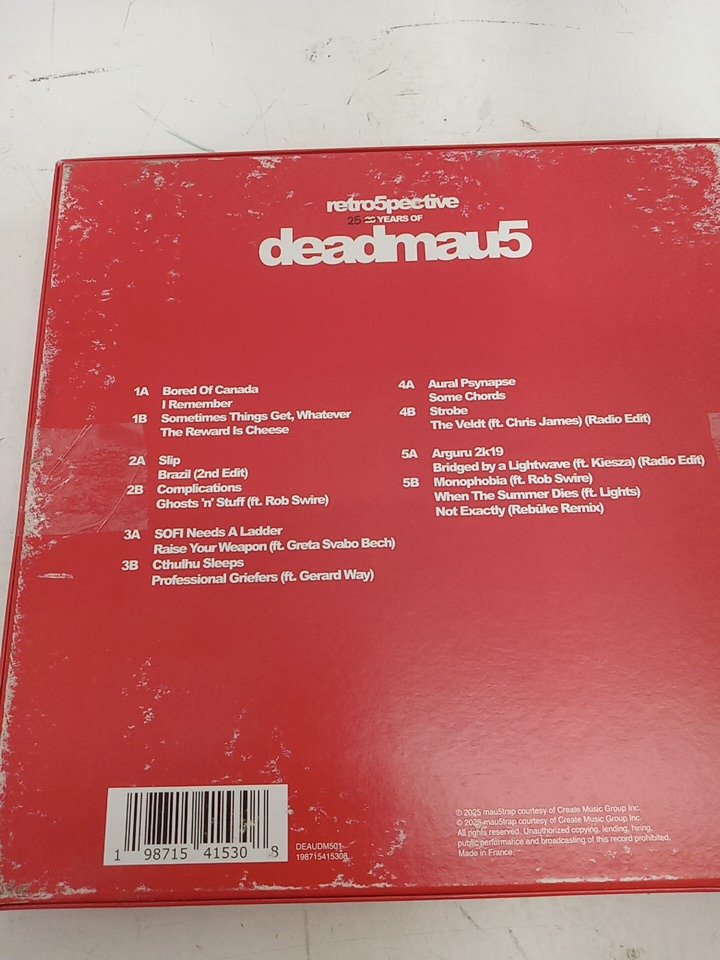 retro5pective
25 YEARS OF
deadmau5
1A Bored Of Canada
I Remember
1B Sometimes Things Get, Whatever
The Reward Is Cheese
2A Slip
Brazil (2nd Edit)
2B Complications
Ghosts 'n' Stuff (ft. Rob Swire)
3A SOFI Needs A Ladder
Raise Your Weapon (ft. Greta Svabo Bech)
3B Cthulhu Sleeps
Professional Griefers (ft. Gerard Way)
4A Aural Psynapse
Some Chords
4B Strobe
The Veldt (ft. Chris James) (Radio Edit)
5A Arguru 2k19
Bridged by a Lightwave (ft. Kiesza) (Radio Edit)
5B Monophobia (ft. Rob Swire)
When The Summer Dies (ft. Lights)
Not Exactly (Rebūke Remix)
1 98715 41530 8
DEAUDM501
198715415308
℗ 2025 mau5trap courtesy of Create Music Group Inc.
© 2025 mau5trap courtesy of Create Music Group Inc.
All rights reserved. Unauthorized copying, lending, hiring,
public performance and broadcasting of this record prohibited.
Made in France.